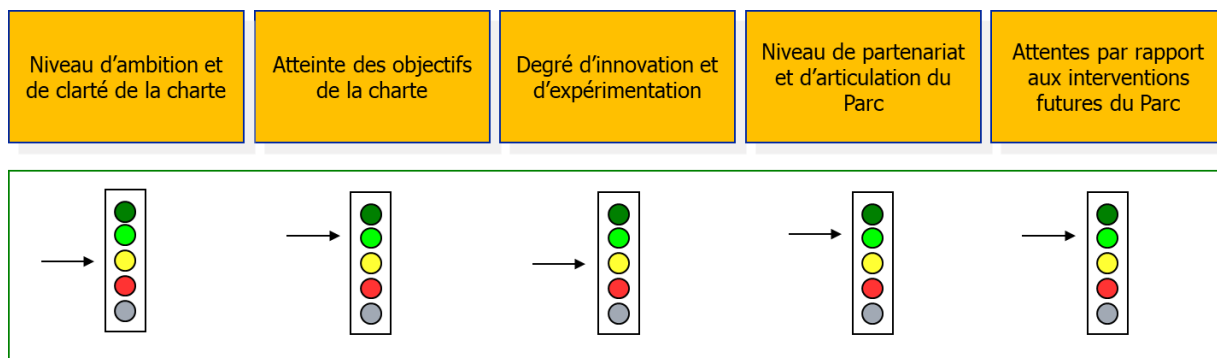 Niveau d'ambition et
de clarté de la charte
Atteinte des objectifs
de la charte
Degré d'innovation et
d'expérimentation
Niveau de partenariat
et d'articulation du
Parc
Attentes par rapport
aux interventions
futures du Parc